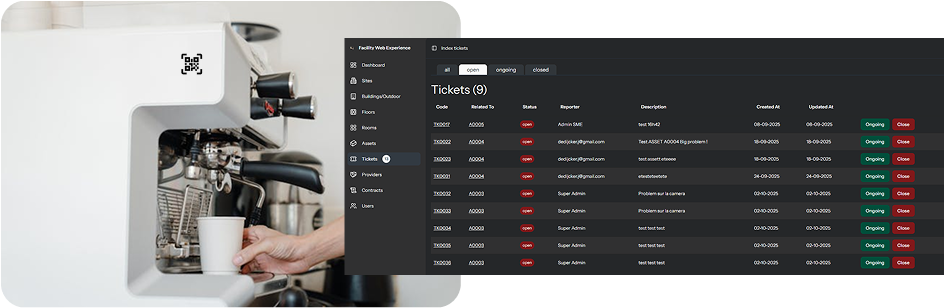 Facility Web Experience
Index tickets
Dashboard
Sites
Buildings/Outdoor
Floors
Rooms
Assets
Tickets
Providers
Contracts
Users
all open ongoing closed
Tickets (9)
Code Related To Status Reporter Description Created At Updated At
TK0017 A0005 open Admin SME test 16h42 08-09-2025 08-09-2025 Ongoing Close
TK0022 A0004 open dedjckerj@gmail.com Test ASSET A0004 Big problem ! 18-09-2025 18-09-2025 Ongoing Close
TK0023 A0004 open dedjckerj@gmail.com test assett eteeee 18-09-2025 18-09-2025 Ongoing Close
TK0031 A0004 open dedjckerj@gmail.com etesteteetete 24-09-2025 24-09-2025 Ongoing Close
TK0032 A0003 open Super Admin Problem sur la camera 02-10-2025 02-10-2025 Ongoing Close
TK0033 A0003 open Super Admin Problem sur la camera 02-10-2025 02-10-2025 Ongoing Close
TK0034 A0003 open Super Admin test test test 02-10-2025 02-10-2025 Ongoing Close
TK0035 A0003 open Super Admin test test test 02-10-2025 02-10-2025 Ongoing Close
TK0036 A0003 open Super Admin test test test 02-10-2025 02-10-2025 Ongoing Close